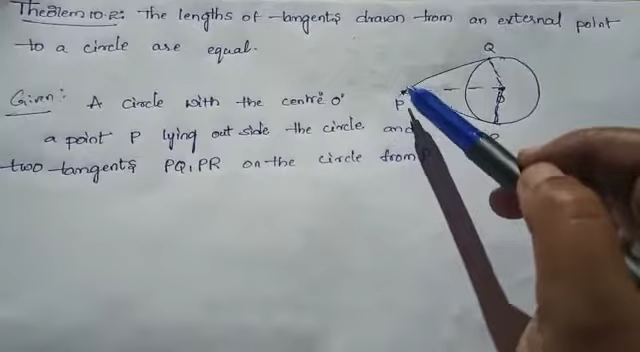 Theorem 10.2: The lengths of tangents drawn from an external point
to a circle are equal.
Given: A circle with the centre 'O'
a point P lying out side the circle and
two tangents PQ, PR on the circle from
Q
P
O